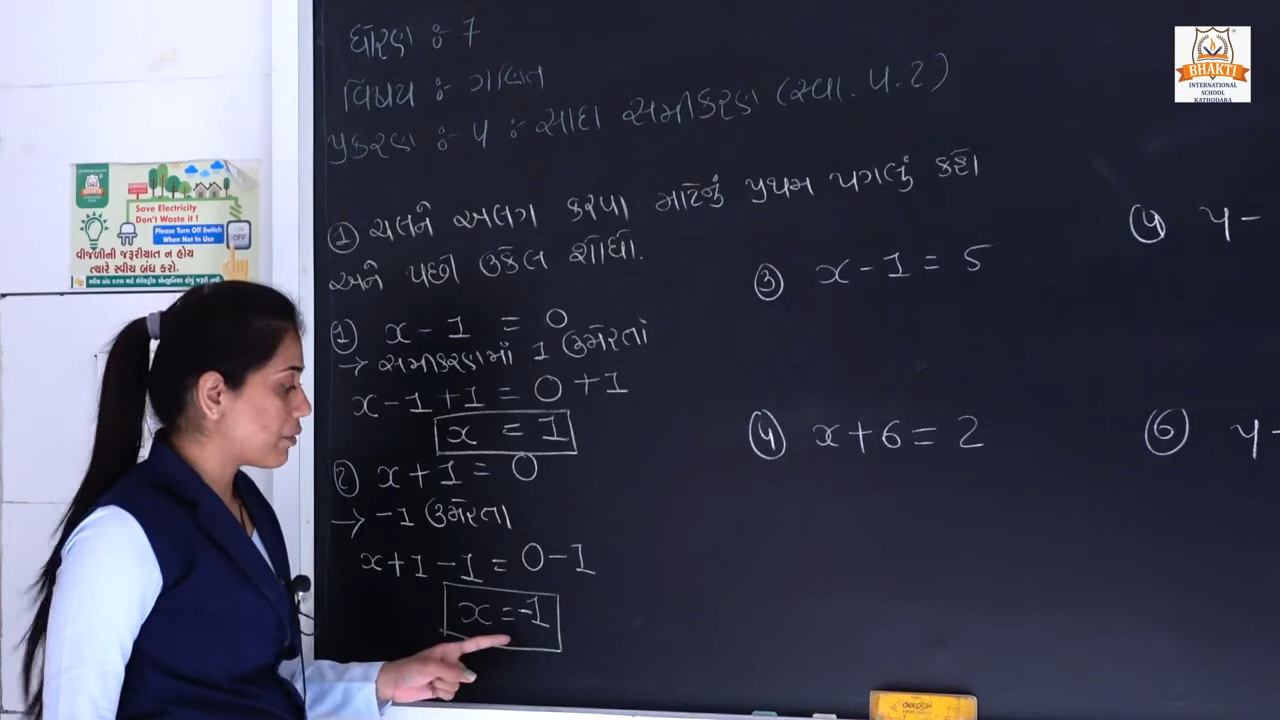 ધોરણ ઃ 7
વિષય ઃ ગણિત
પ્રકરણ ઃ- ૫ ઃ- સાદા સમીકરણ (સ્વા. ૫.૨)
① ચલને અલગ કરવા માટેનું પ્રથમ પગલું કહો
અને પછી ઉકેલ શોધો.
① x - 1 = 0
→ સમીકરણમાં 1 ઉમેરતાં
x - 1 + 1 = 0 + 1
x = 1
② x + 1 = 0
→ -1 ઉમેરતા
x + 1 - 1 = 0 - 1
x = -1
③ x - 1 = 5
④ x + 6 = 2
⑤ y -
⑥ y -
BHAKTI
INTERNATIONAL
SCHOOL
KATHODARA
Save Electricity
Don't Waste it !
Please Turn Off Switch
When Not In Use
OFF
વીજળીની જરૂરીયાત ન હોય
ત્યારે સ્વીચ બંધ કરો.